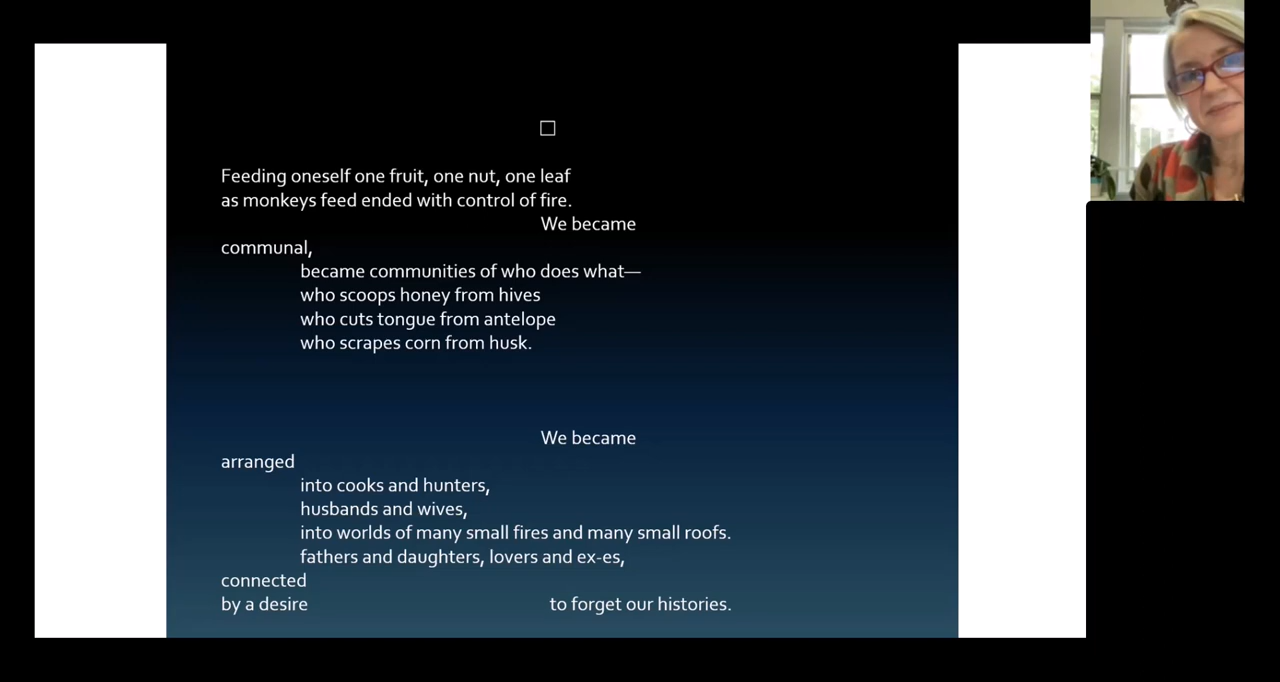 Feeding oneself one fruit, one nut, one leaf
as monkeys feed ended with control of fire.
We became
communal,
became communities of who does what—
who scoops honey from hives
who cuts tongue from antelope
who scrapes corn from husk.
We became
arranged
into cooks and hunters,
husbands and wives,
into worlds of many small fires and many small roofs.
fathers and daughters, lovers and ex-es,
connected
by a desire to forget our histories.